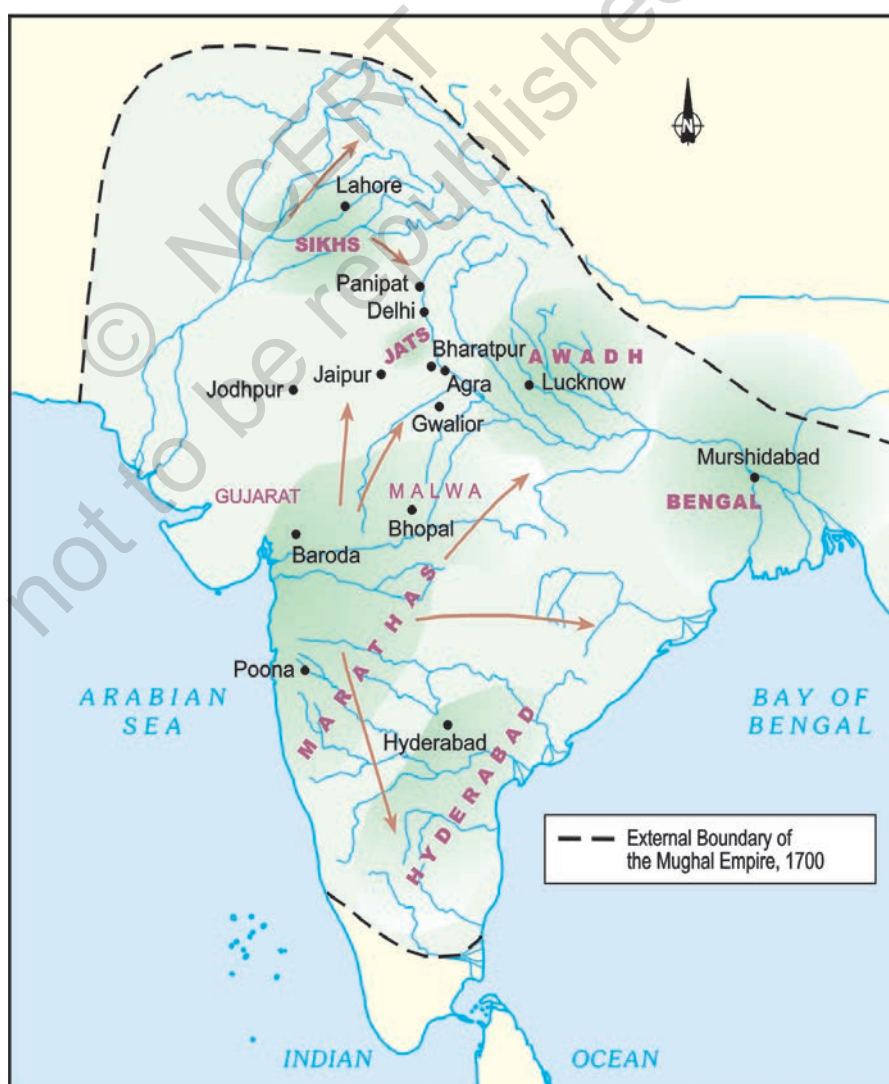 © NCERT
not to be republished
N
Lahore
SIKHS
Panipat
Delhi
JATS
Bharatpur
AWADH
Jaipur
Agra
Lucknow
Jodhpur
Gwalior
Murshidabad
GUJARAT
MALWA
BENGAL
Bhopal
Baroda
MARATHAS
Poona
ARABIAN
SEA
BAY OF
BENGAL
Hyderabad
HYDERABAD
External Boundary of
the Mughal Empire, 1700
INDIAN OCEAN